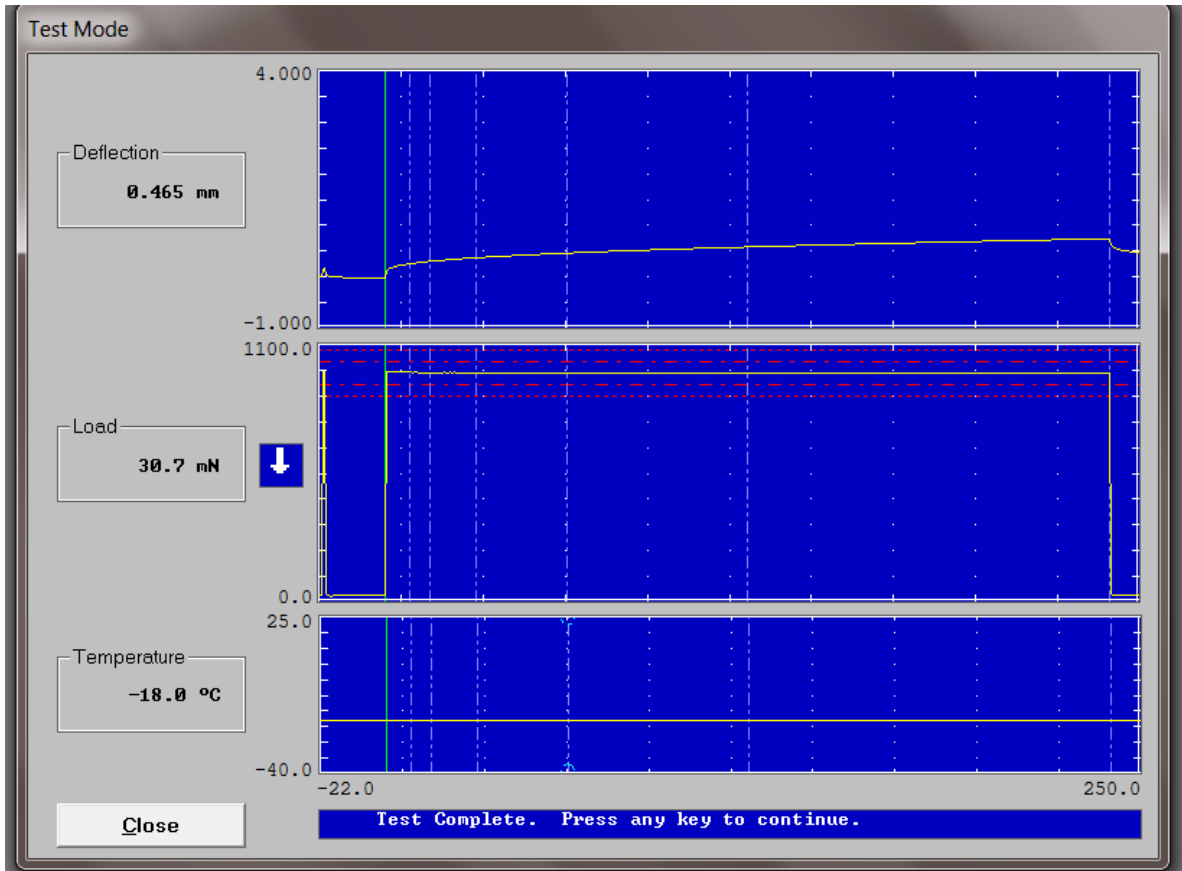 Test Mode
4.000
Deflection
0.465 mm
-1.000
1100.0
Load
30.7 mN
0.0
25.0
Temperature
-18.0 ºC
-40.0
-22.0 250.0
Close
Test Complete. Press any key to continue.